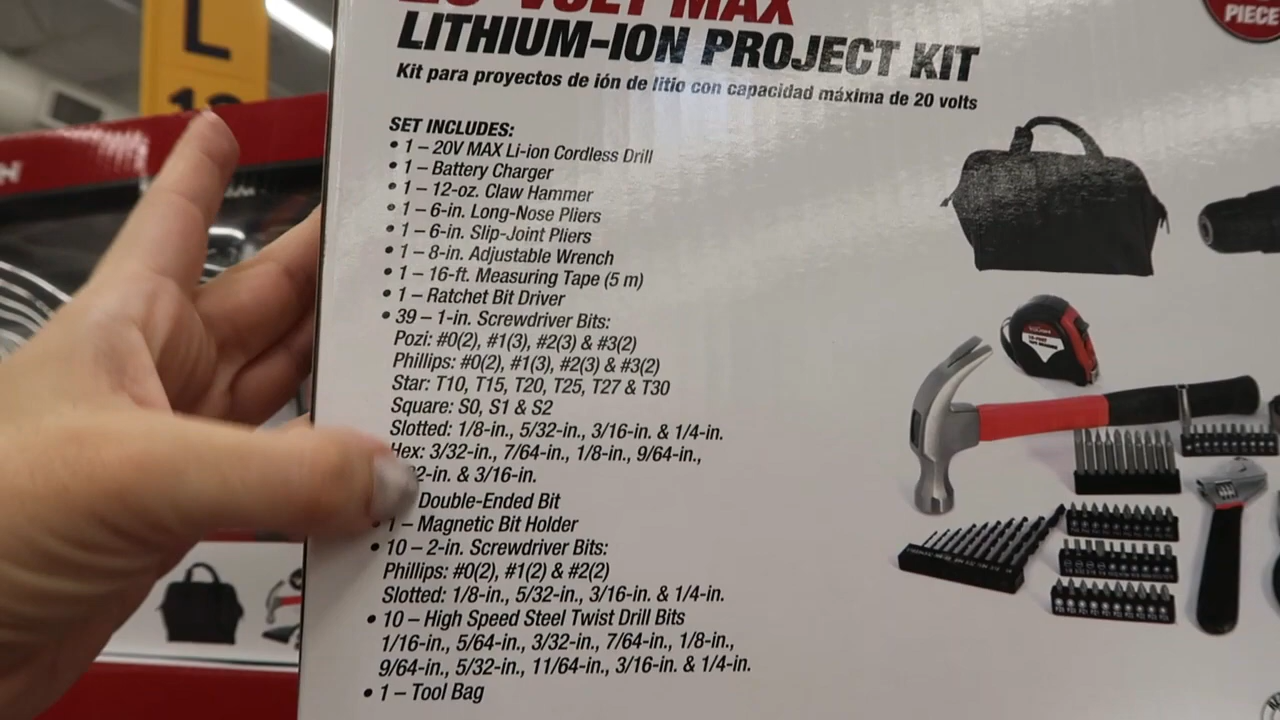 20-VOLT MAX
PIECE
LITHIUM-ION PROJECT KIT
Kit para proyectos de ión de litio con capacidad máxima de 20 volts
SET INCLUDES:
• 1 – 20V MAX Li-ion Cordless Drill
• 1 – Battery Charger
• 1 – 12-oz. Claw Hammer
• 1 – 6-in. Long-Nose Pliers
• 1 – 6-in. Slip-Joint Pliers
• 1 – 8-in. Adjustable Wrench
• 1 – 16-ft. Measuring Tape (5 m)
• 1 – Ratchet Bit Driver
• 39 – 1-in. Screwdriver Bits:
Pozi: #0(2), #1(3), #2(3) & #3(2)
Phillips: #0(2), #1(3), #2(3) & #3(2)
Star: T10, T15, T20, T25, T27 & T30
Square: S0, S1 & S2
Slotted: 1/8-in., 5/32-in., 3/16-in. & 1/4-in.
Hex: 3/32-in., 7/64-in., 1/8-in., 9/64-in.,
2-in. & 3/16-in.
Double-Ended Bit
• 1 – Magnetic Bit Holder
• 10 – 2-in. Screwdriver Bits:
Phillips: #0(2), #1(2) & #2(2)
Slotted: 1/8-in., 5/32-in., 3/16-in. & 1/4-in.
• 10 – High Speed Steel Twist Drill Bits
1/16-in., 5/64-in., 3/32-in., 7/64-in., 1/8-in.,
9/64-in., 5/32-in., 11/64-in., 3/16-in. & 1/4-in.
• 1 – Tool Bag
L